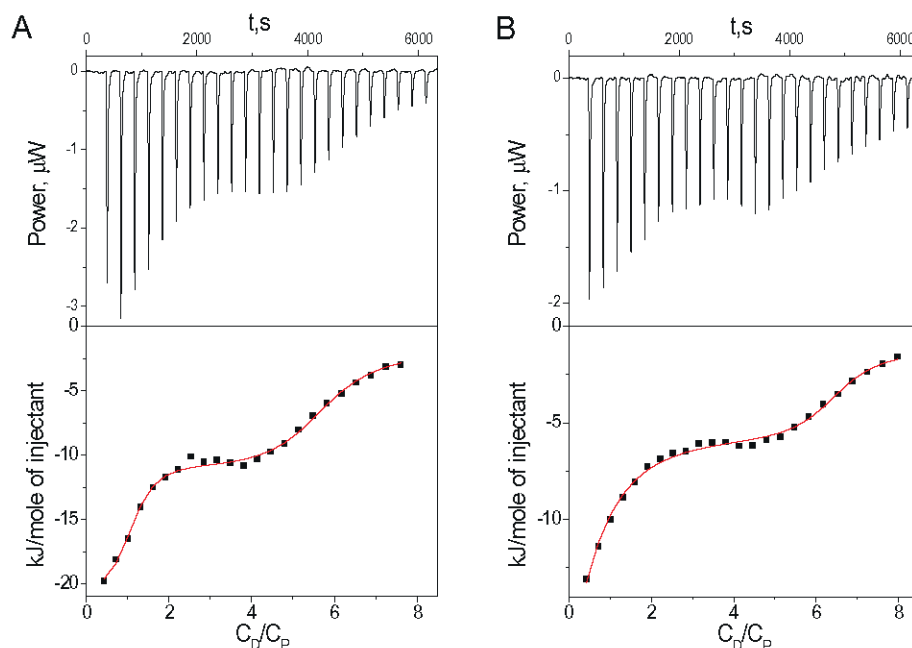 A
t,s
0 2000 4000 6000
0
-1
-2
-3
Power, μW
0
-5
-10
-15
-20
kJ/mole of injectant
0 2 4 6 8
C_D/C_P
B
t,s
0 2000 4000 6000
0
-1
-2
Power, μW
0
-5
-10
kJ/mole of injectant
0 2 4 6 8
C_D/C_P